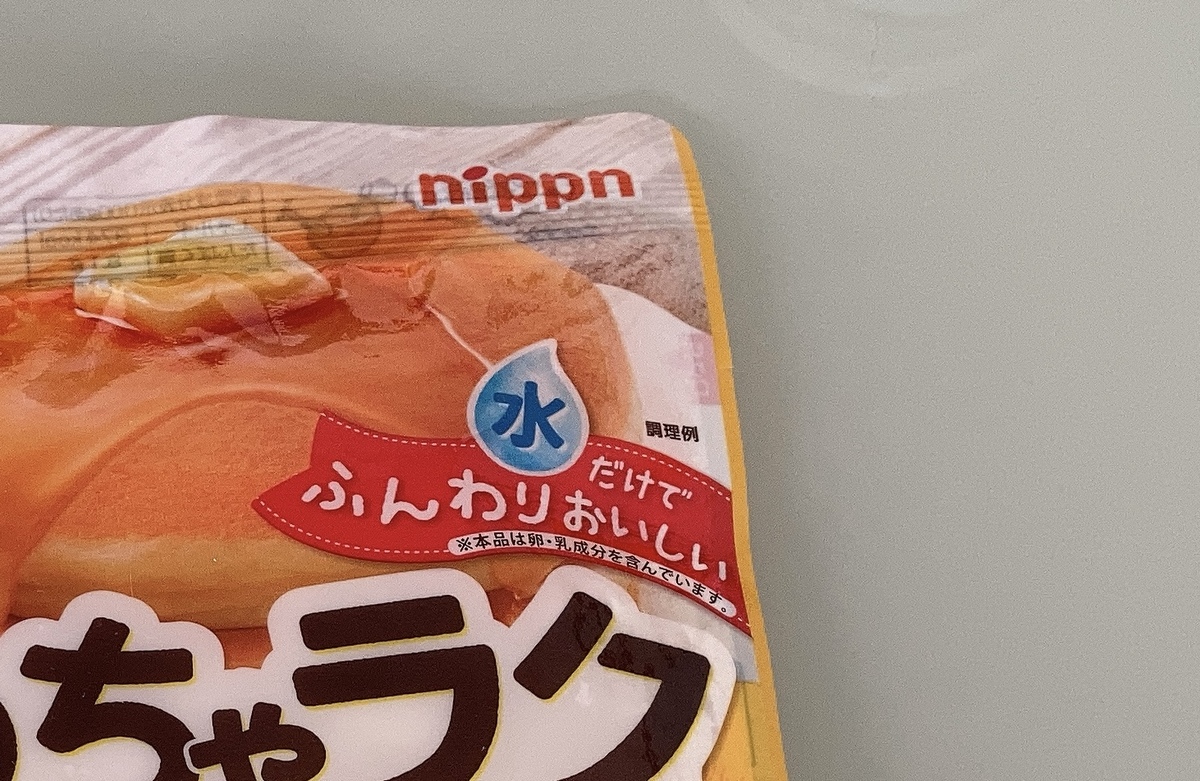 nippn
水
だけで
ふんわりおいしい
調理例
※本品は卵・乳成分を含んでいます。
ちゃラク